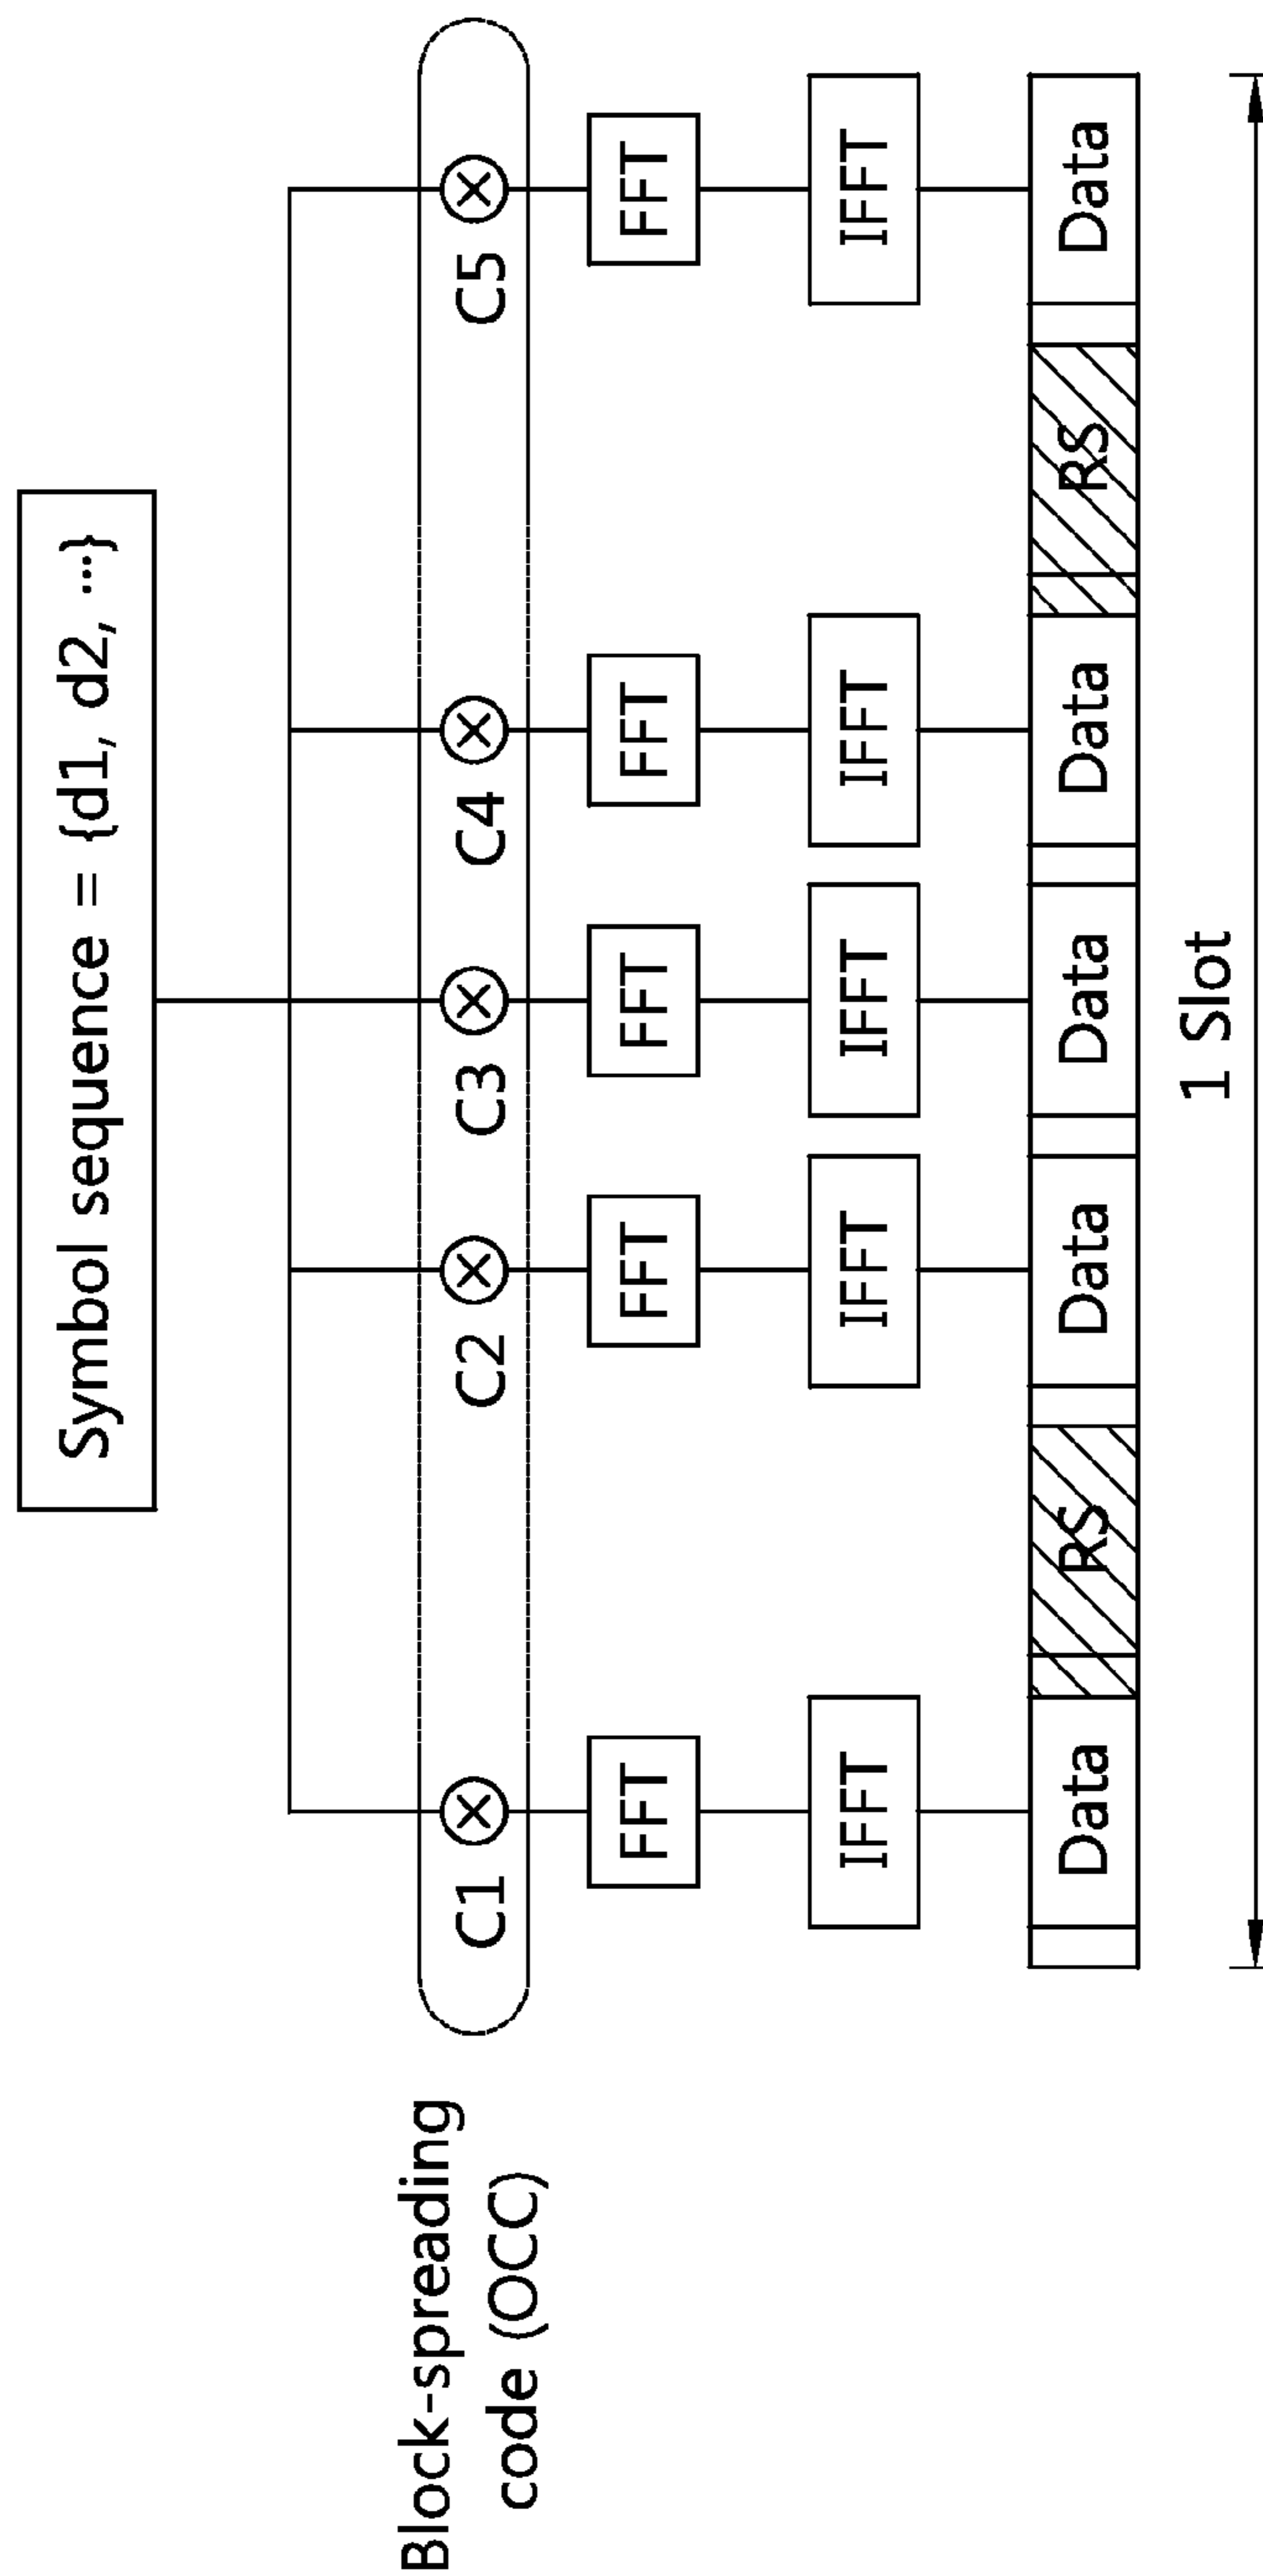 Symbol sequence = {d1, d2, ···}
Block-spreading
code (OCC)
C1
C2
C3
C4
C5
FFT
FFT
FFT
FFT
FFT
IFFT
IFFT
IFFT
IFFT
IFFT
Data
RS
Data
Data
Data
RS
Data
1 Slot